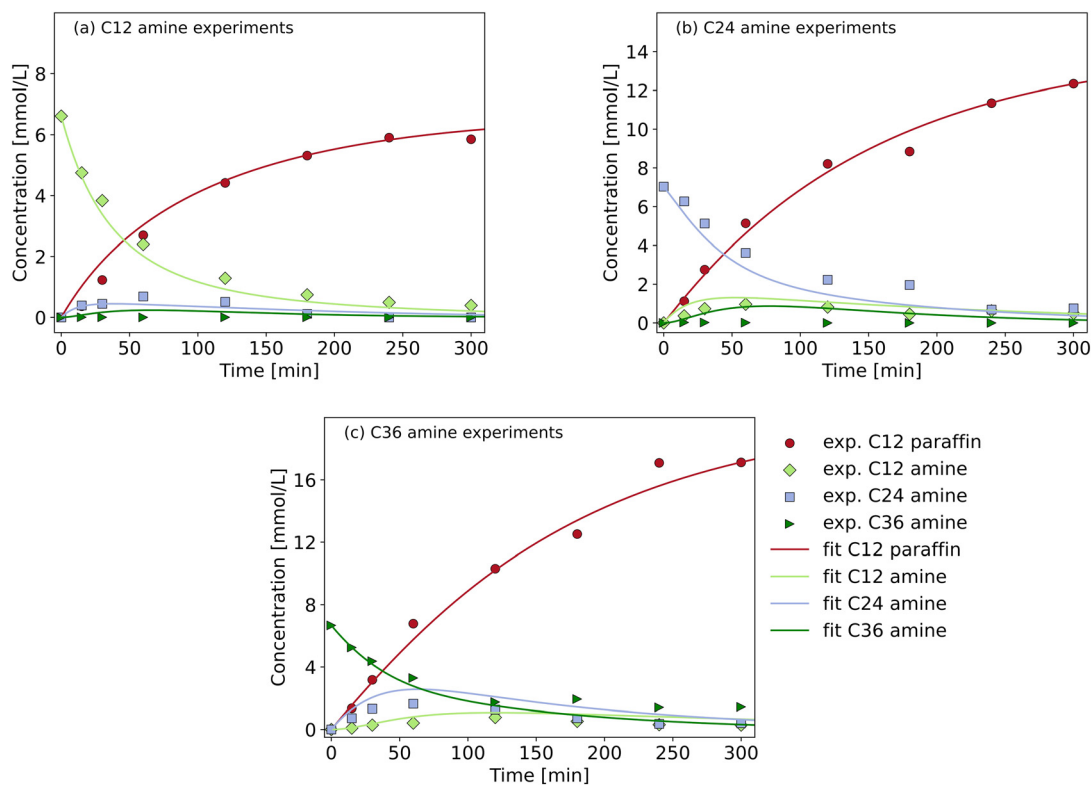 (a) C12 amine experiments
Concentration [mmol/L]
8
6
4
2
0
0 50 100 150 200 250 300
Time [min]
(b) C24 amine experiments
Concentration [mmol/L]
14
12
10
8
6
4
2
0
0 50 100 150 200 250 300
Time [min]
(c) C36 amine experiments
Concentration [mmol/L]
16
12
8
4
0
0 50 100 150 200 250 300
Time [min]
exp. C12 paraffin
exp. C12 amine
exp. C24 amine
exp. C36 amine
fit C12 paraffin
fit C12 amine
fit C24 amine
fit C36 amine